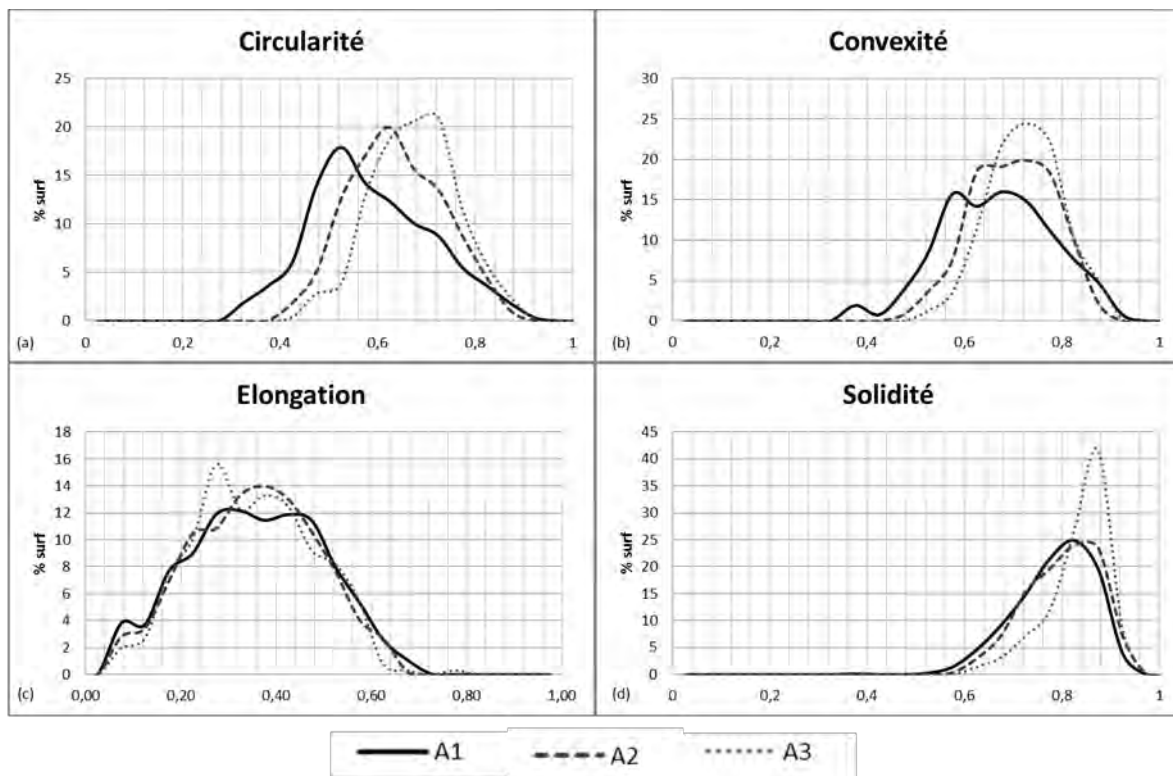 Circularité
25
20
15
10
5
0
% surf
(a)
0 0,2 0,4 0,6 0,8 1
Convexité
30
25
20
15
10
5
0
% surf
(b)
0 0,2 0,4 0,6 0,8 1
Elongation
18
16
14
12
10
8
6
4
2
0
% surf
(c)
0,00 0,20 0,40 0,60 0,80 1,00
Solidité
45
40
35
30
25
20
15
10
5
0
% surf
(d)
0 0,2 0,4 0,6 0,8 1
A1 A2 A3